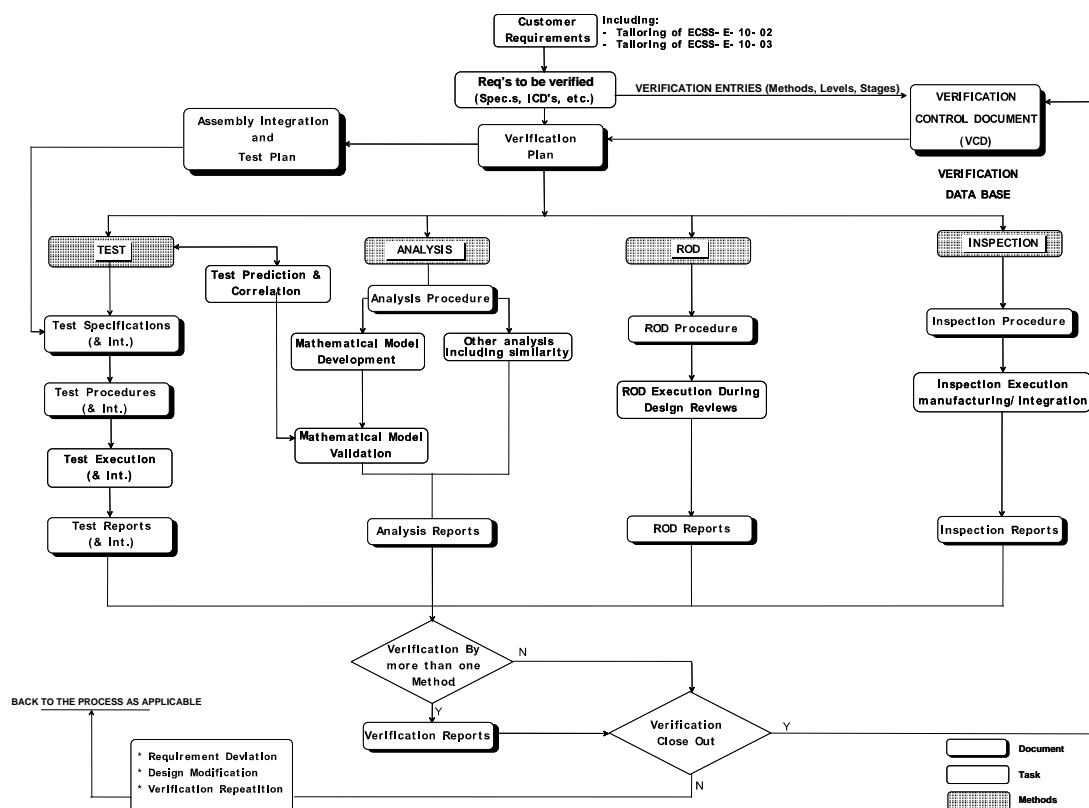 Customer
Requirements
Including:
- Tailoring of ECSS- E- 10- 02
- Tailoring of ECSS- E- 10- 03
Req's to be verified
(Spec.s, ICD's, etc.)
VERIFICATION ENTRIES (Methods, Levels, Stages)
VERIFICATION
CONTROL DOCUMENT
(VCD)
VERIFICATION
DATA BASE
Assembly Integration
and
Test Plan
Verification
Plan
TEST
ANALYSIS
ROD
INSPECTION
Test Prediction &
Correlation
Analysis Procedure
Test Specifications
(& Int.)
Mathematical Model
Development
Other analysis
Including similarity
ROD Procedure
Inspection Procedure
Test Procedures
(& Int.)
ROD Execution During
Design Reviews
Inspection Execution
manufacturing/ Integration
Mathematical Model
Validation
Test Execution
(& Int.)
Test Reports
(& Int.)
Analysis Reports
ROD Reports
Inspection Reports
Verification By
more than one
Method
N
Y
BACK TO THE PROCESS AS APPLICABLE
Verification Reports
Verification
Close Out
Y
N
* Requirement Deviation
* Design Modification
* Verification Repeatition
Document
Task
Methods